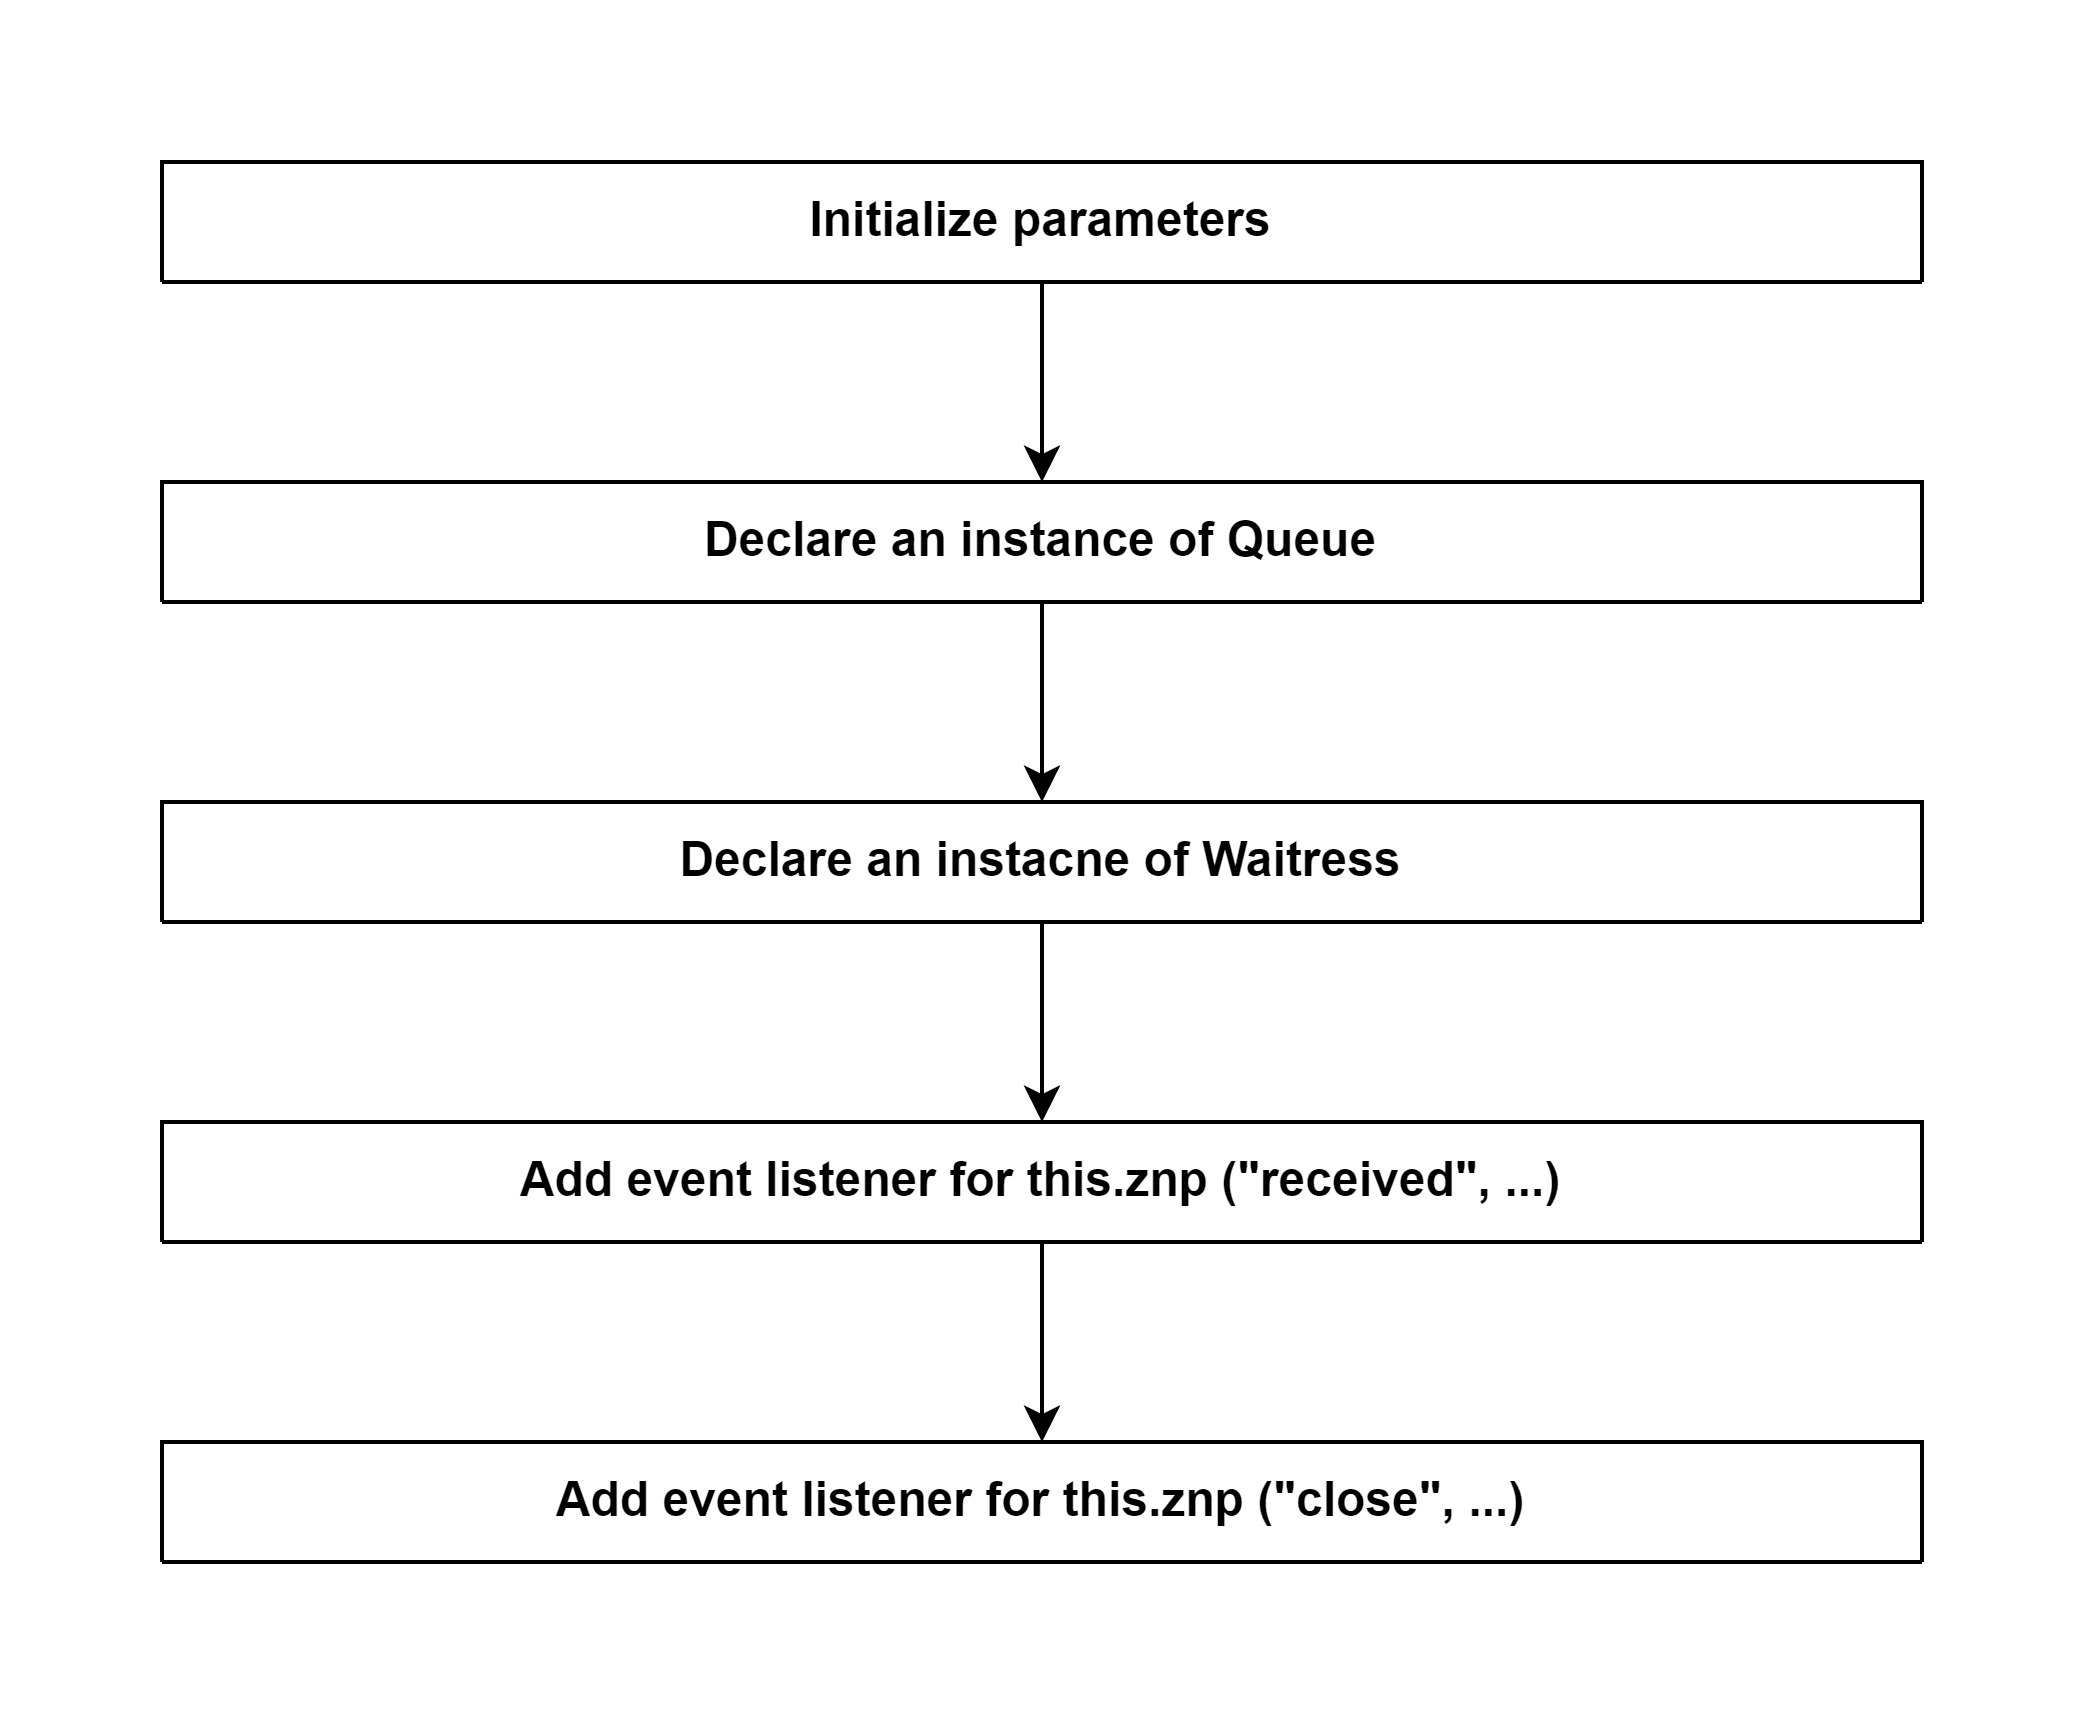 Initialize parameters
Declare an instance of Queue
Declare an instacne of Waitress
Add event listener for this.znp ("received", ...)
Add event listener for this.znp ("close", ...)